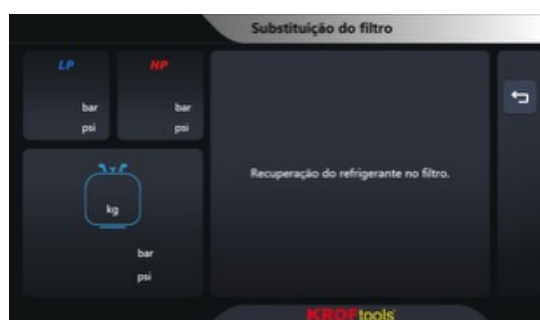 Substituição do filtro
LP
HP
bar
bar
psi
psi
Recuperação do refrigerante no filtro.
kg
bar
psi
KROFtools